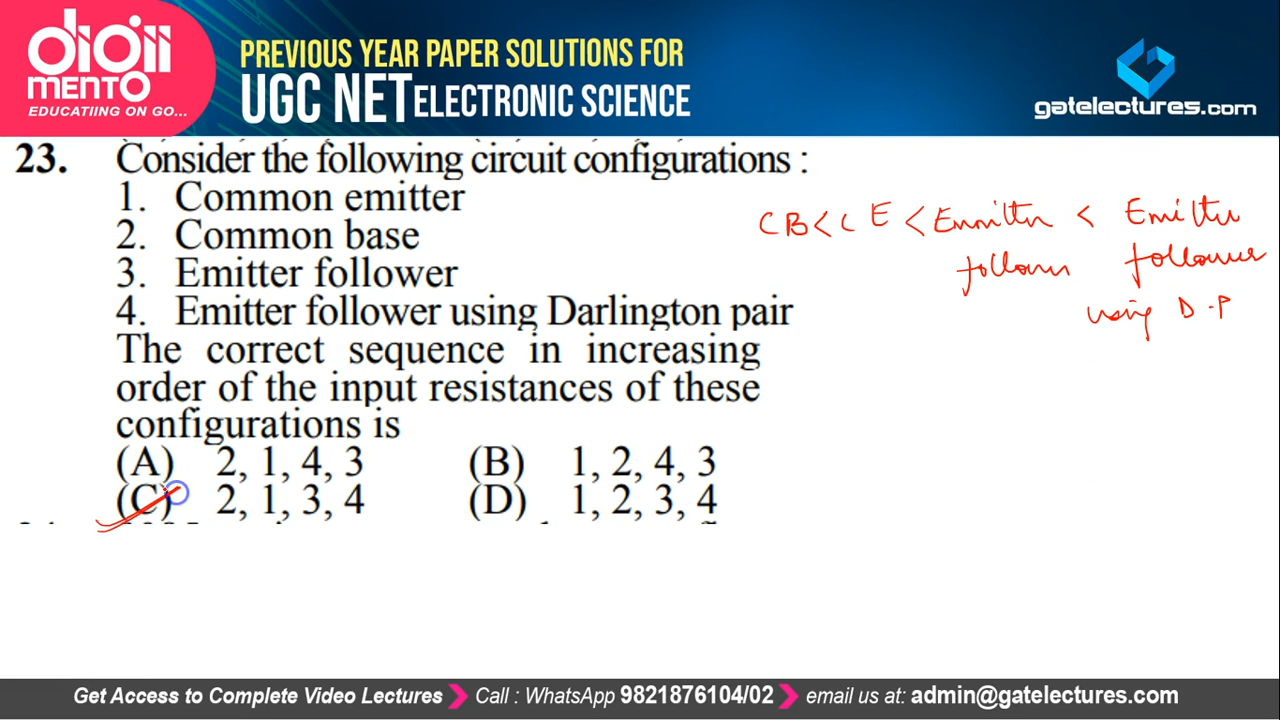 dioii
MENTO
EDUCATIING ON GO...
PREVIOUS YEAR PAPER SOLUTIONS FOR
UGC NET ELECTRONIC SCIENCE
gatelectures.com
23. Consider the following circuit configurations :
1. Common emitter
2. Common base
3. Emitter follower
4. Emitter follower using Darlington pair
The correct sequence in increasing
order of the input resistances of these
configurations is
(A) 2, 1, 4, 3 (B) 1, 2, 4, 3
(C) 2, 1, 3, 4 (D) 1, 2, 3, 4
CB < CE < Emitter < Emitter
follower follower
using D.P
Get Access to Complete Video Lectures Call : WhatsApp 9821876104/02 email us at: admin@gatelectures.com